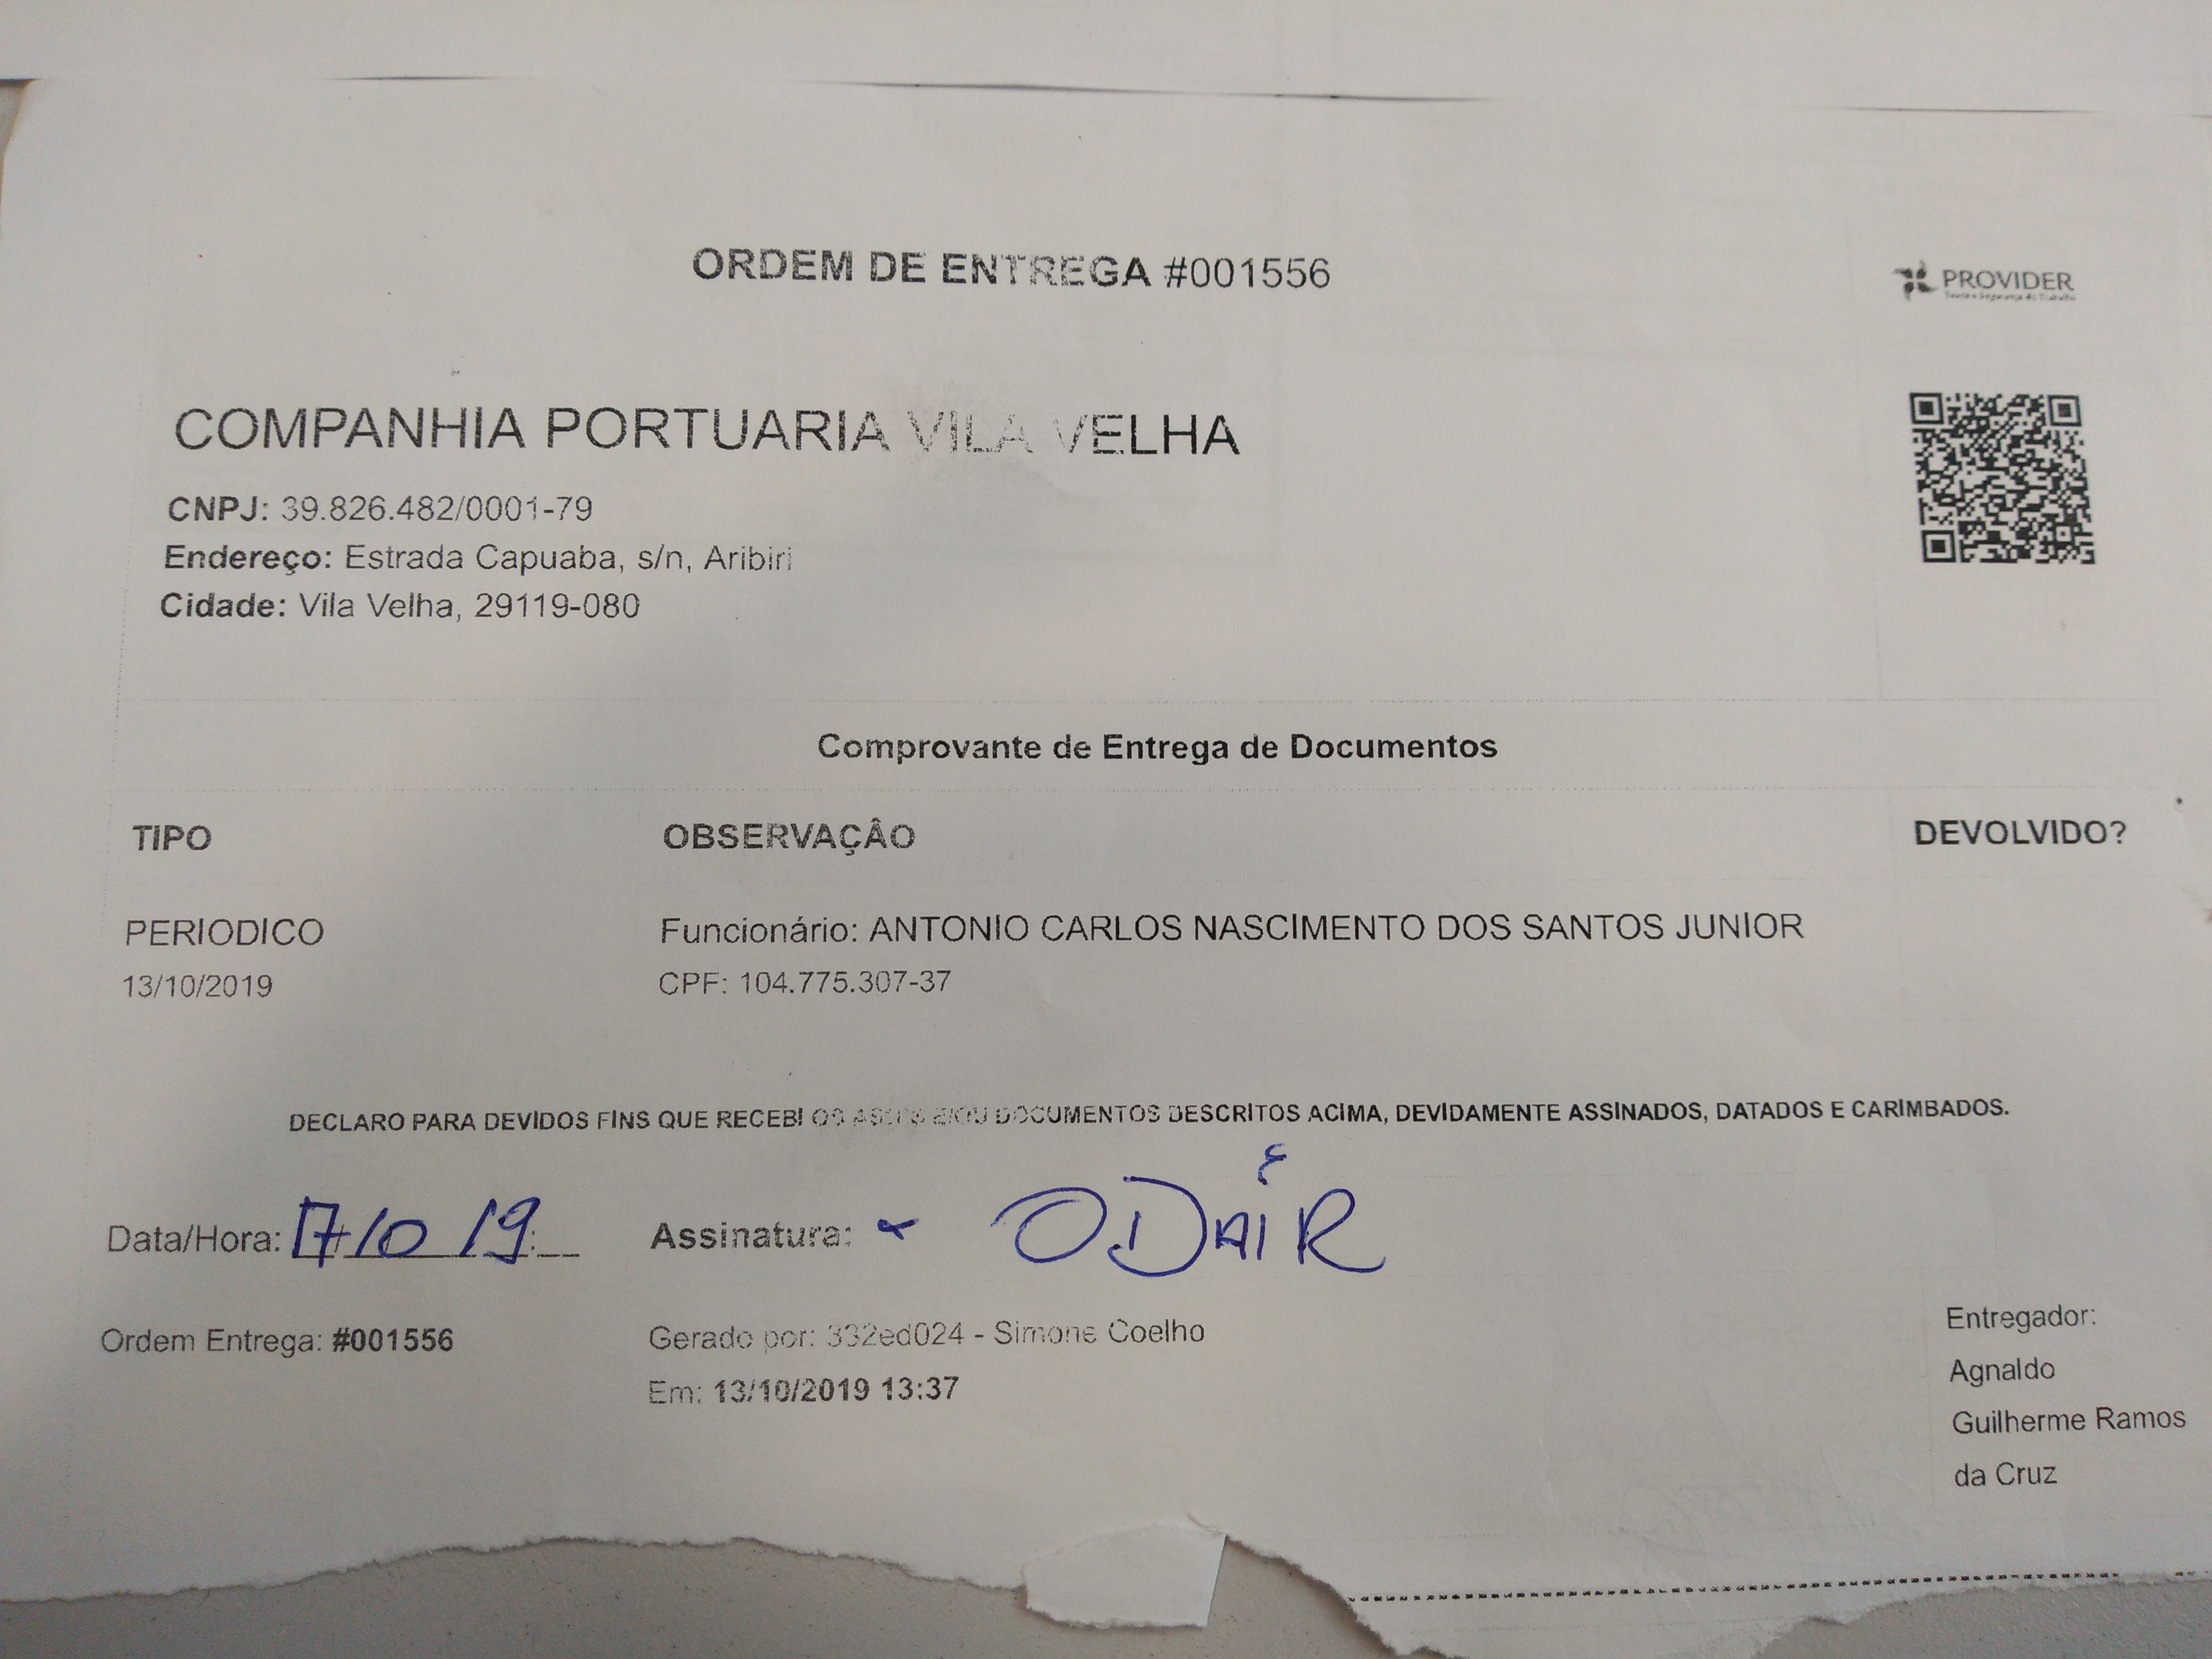 ORDEM DE ENTREGA #001556
PROVIDER
COMPANHIA PORTUARIA VILA VELHA
CNPJ: 39.826.482/0001-79
Endereço: Estrada Capuaba, s/n, Aribiri
Cidade: Vila Velha, 29119-080
Comprovante de Entrega de Documentos
TIPO OBSERVAÇÃO DEVOLVIDO?
PERIODICO Funcionário: ANTONIO CARLOS NASCIMENTO DOS SANTOS JUNIOR
13/10/2019 CPF: 104.775.307-37
DECLARO PARA DEVIDOS FINS QUE RECEBI OS DOCUMENTOS DESCRITOS ACIMA, DEVIDAMENTE ASSINADOS, DATADOS E CARIMBADOS.
Data/Hora: 17 10 19 Assinatura: ODAIR
Ordem Entrega: #001556 Gerado por: 332ed024 - Simone Coelho
Em: 13/10/2019 13:37
Entregador:
Agnaldo
Guilherme Ramos
da Cruz